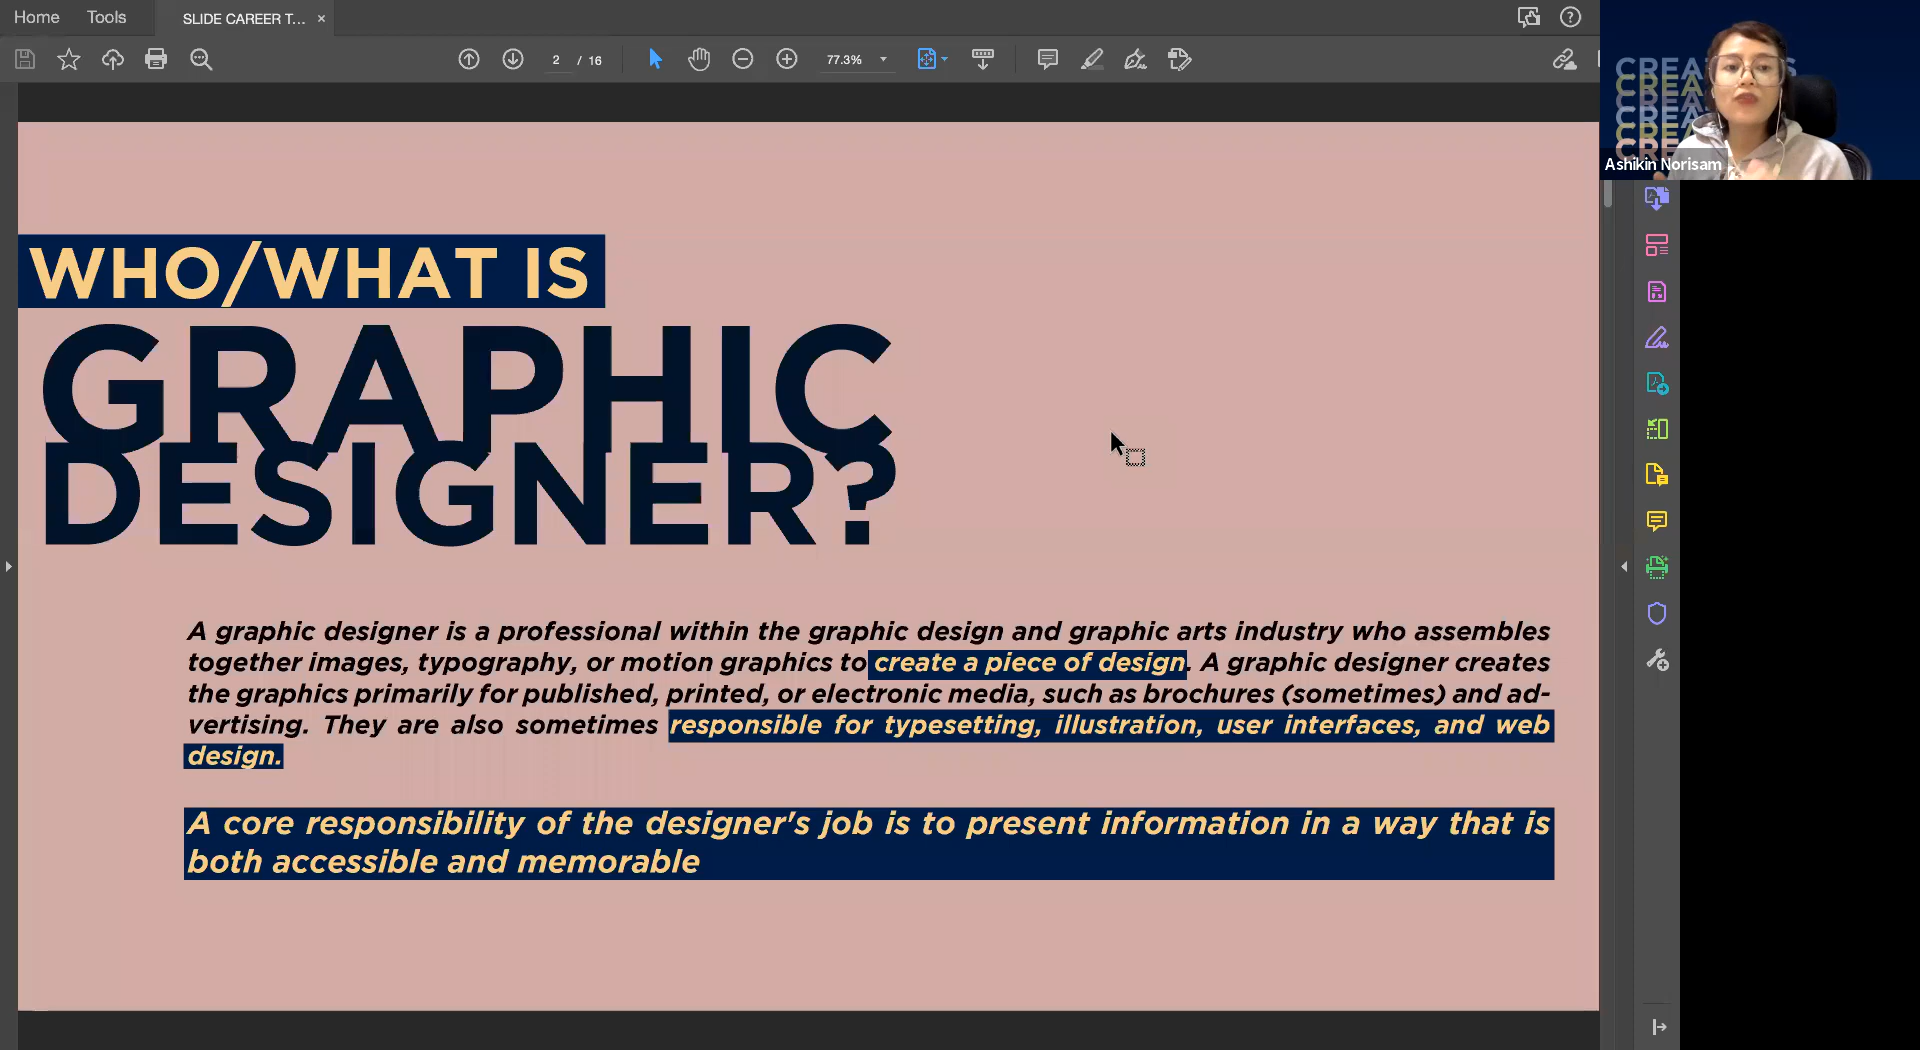 Home Tools SLIDE CAREER T... ×
2 / 16 77.3%
Ashikin Norisam
WHO/WHAT IS
GRAPHIC
DESIGNER?
A graphic designer is a professional within the graphic design and graphic arts industry who assembles
together images, typography, or motion graphics to create a piece of design. A graphic designer creates
the graphics primarily for published, printed, or electronic media, such as brochures (sometimes) and ad-
vertising. They are also sometimes responsible for typesetting, illustration, user interfaces, and web
design.
A core responsibility of the designer's job is to present information in a way that is
both accessible and memorable